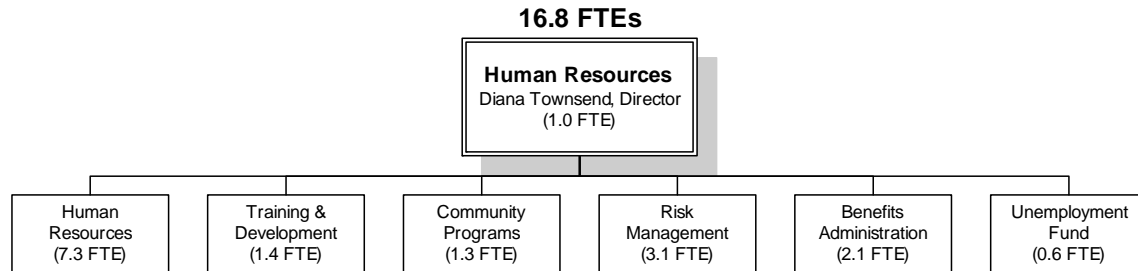 16.8 FTEs
Human Resources
Diana Townsend, Director
(1.0 FTE)
Human
Resources
(7.3 FTE)
Training &
Development
(1.4 FTE)
Community
Programs
(1.3 FTE)
Risk
Management
(3.1 FTE)
Benefits
Administration
(2.1 FTE)
Unemployment
Fund
(0.6 FTE)